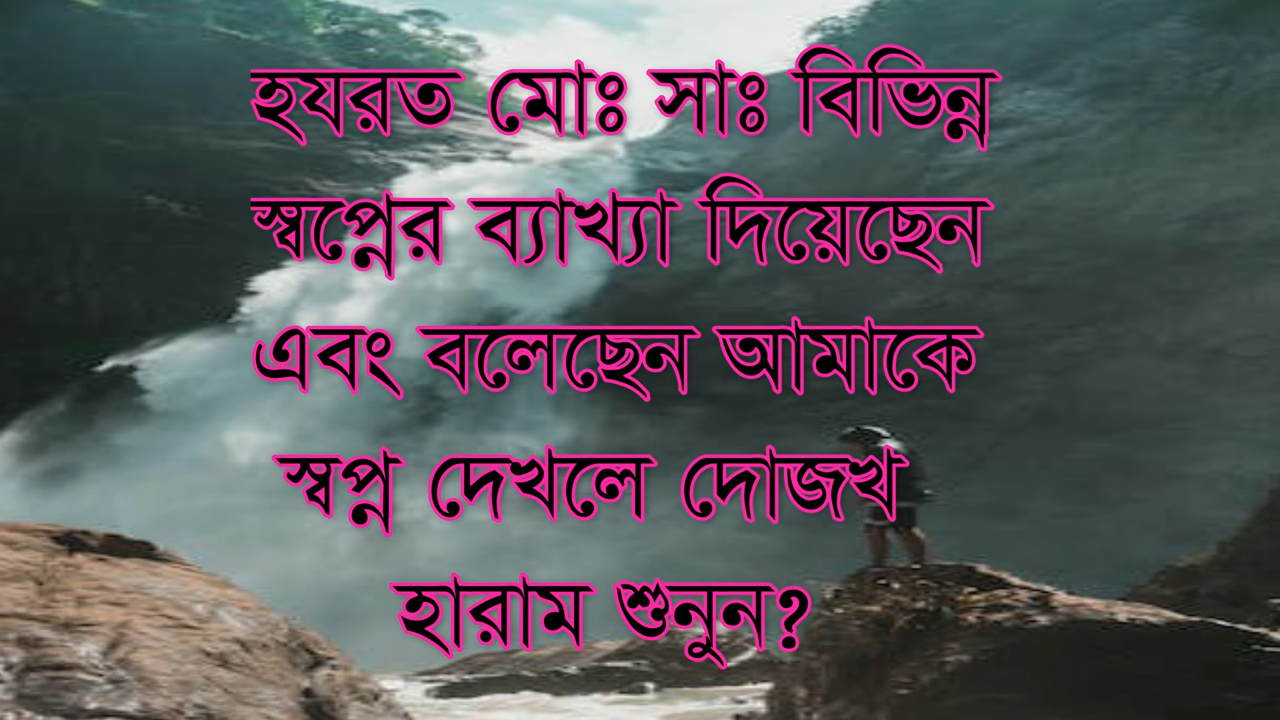 হযরত মোঃ সাঃ বিভিন্ন
স্বপ্নের ব্যাখ্যা দিয়েছেন
এবং বলেছেন আমাকে
স্বপ্ন দেখলে দোজখ
হারাম শুনুন?